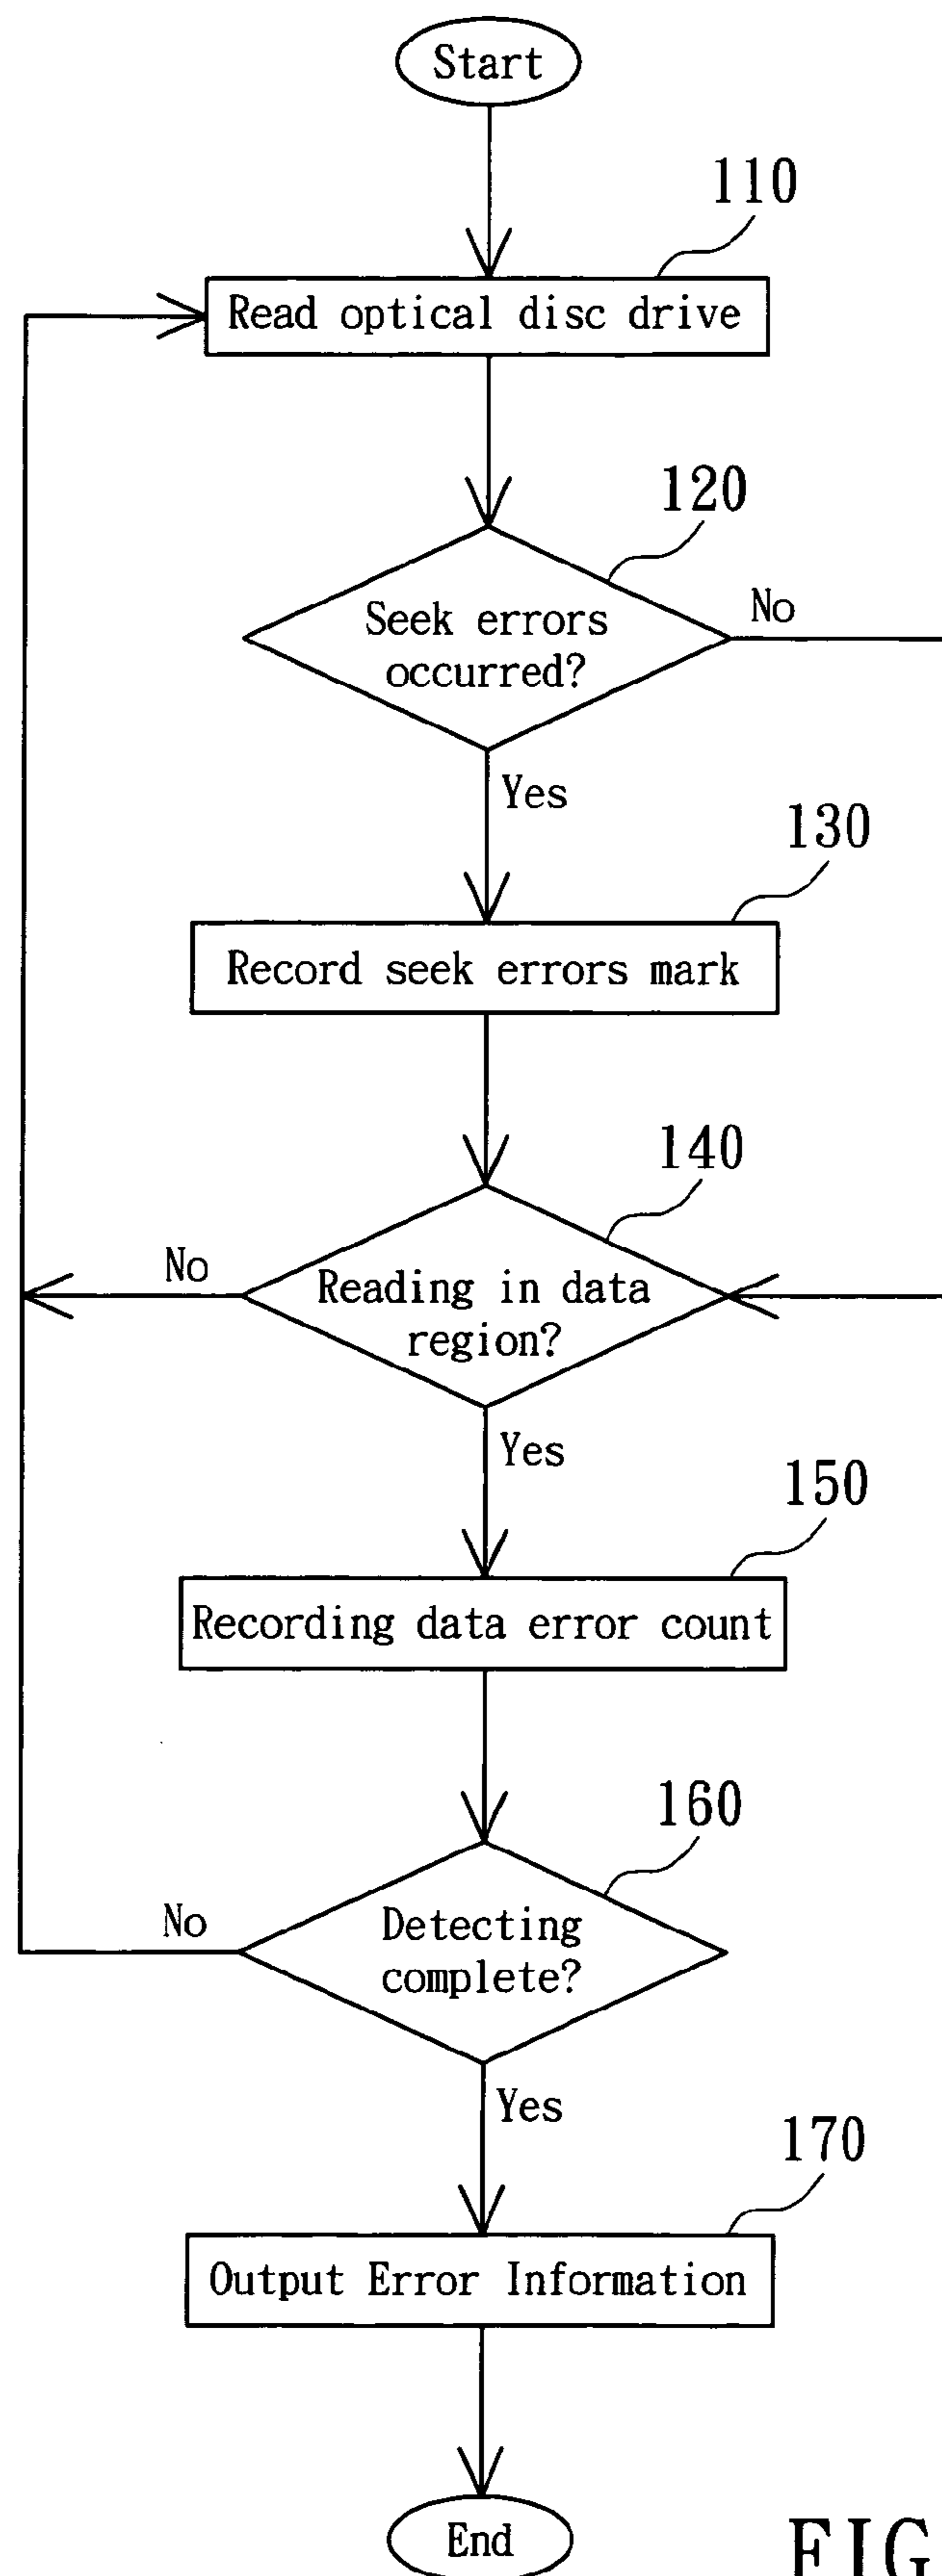 Start
110
Read optical disc drive
120
Seek errors
occurred?
No
Yes
130
Record seek errors mark
140
No
Reading in data
region?
Yes
150
Recording data error count
160
No
Detecting
complete?
Yes
170
Output Error Information
End
FIG